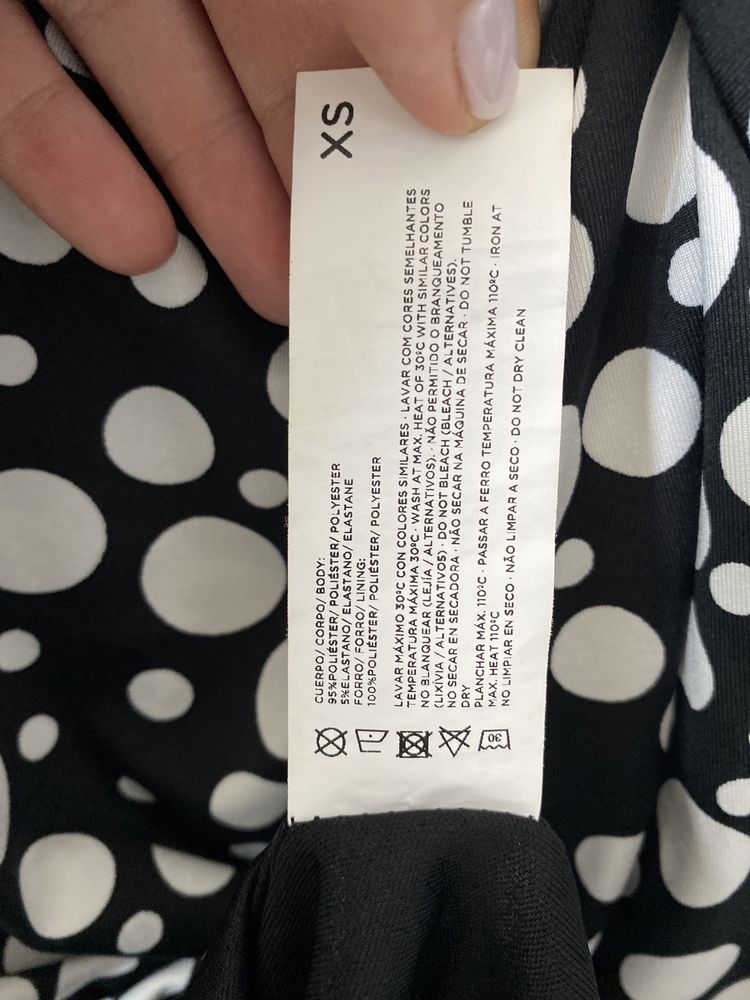 XS
CUERPO/ CORPO/ BODY:
95%POLIÉSTER/ POLIÉSTER/ POLYESTER
5%ELASTANO/ ELASTANO/ ELASTANE
FORRO/ FORRO/ LINING:
100%POLIÉSTER/ POLIÉSTER/ POLYESTER
LAVAR MÁXIMO 30ºC CON COLORES SIMILARES · LAVAR COM CORES SEMELHANTES
TEMPERATURA MÁXIMA 30ºC · WASH AT MAX. HEAT OF 30ºC WITH SIMILAR COLORS
NO BLANQUEAR (LEJÍA / ALTERNATIVOS). · NÃO PERMITIDO O BRANQUEAMENTO
(LIXÍVIA / ALTERNATIVOS) · DO NOT BLEACH (BLEACH / ALTERNATIVES).
NO SECAR EN SECADORA · NÃO SECAR NA MÁQUINA DE SECAR · DO NOT TUMBLE
DRY
PLANCHAR MÁX. 110ºC · PASSAR A FERRO TEMPERATURA MÁXIMA 110ºC · IRON AT
MAX. HEAT 110ºC
NO LIMPIAR EN SECO · NÃO LIMPAR A SECO · DO NOT DRY CLEAN
30